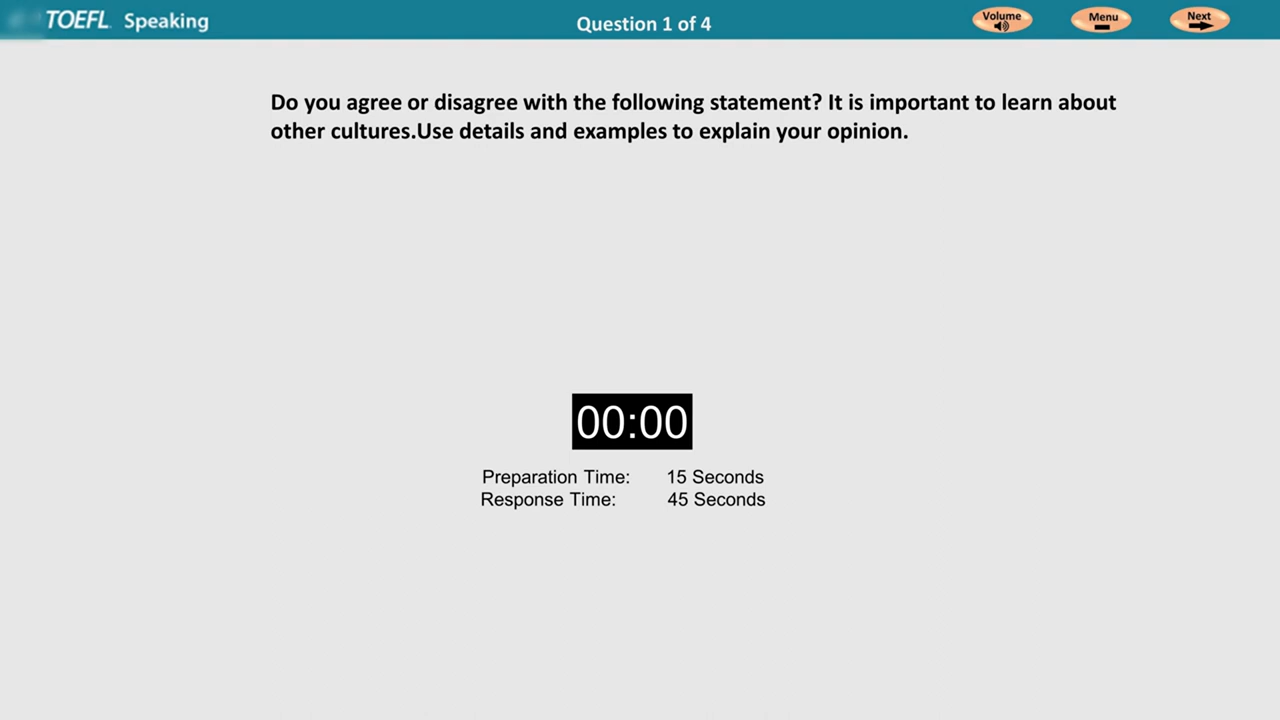 TOEFL Speaking
Question 1 of 4
Volume
Menu
Next
Do you agree or disagree with the following statement? It is important to learn about
other cultures.Use details and examples to explain your opinion.
00:00
Preparation Time: 15 Seconds
Response Time: 45 Seconds